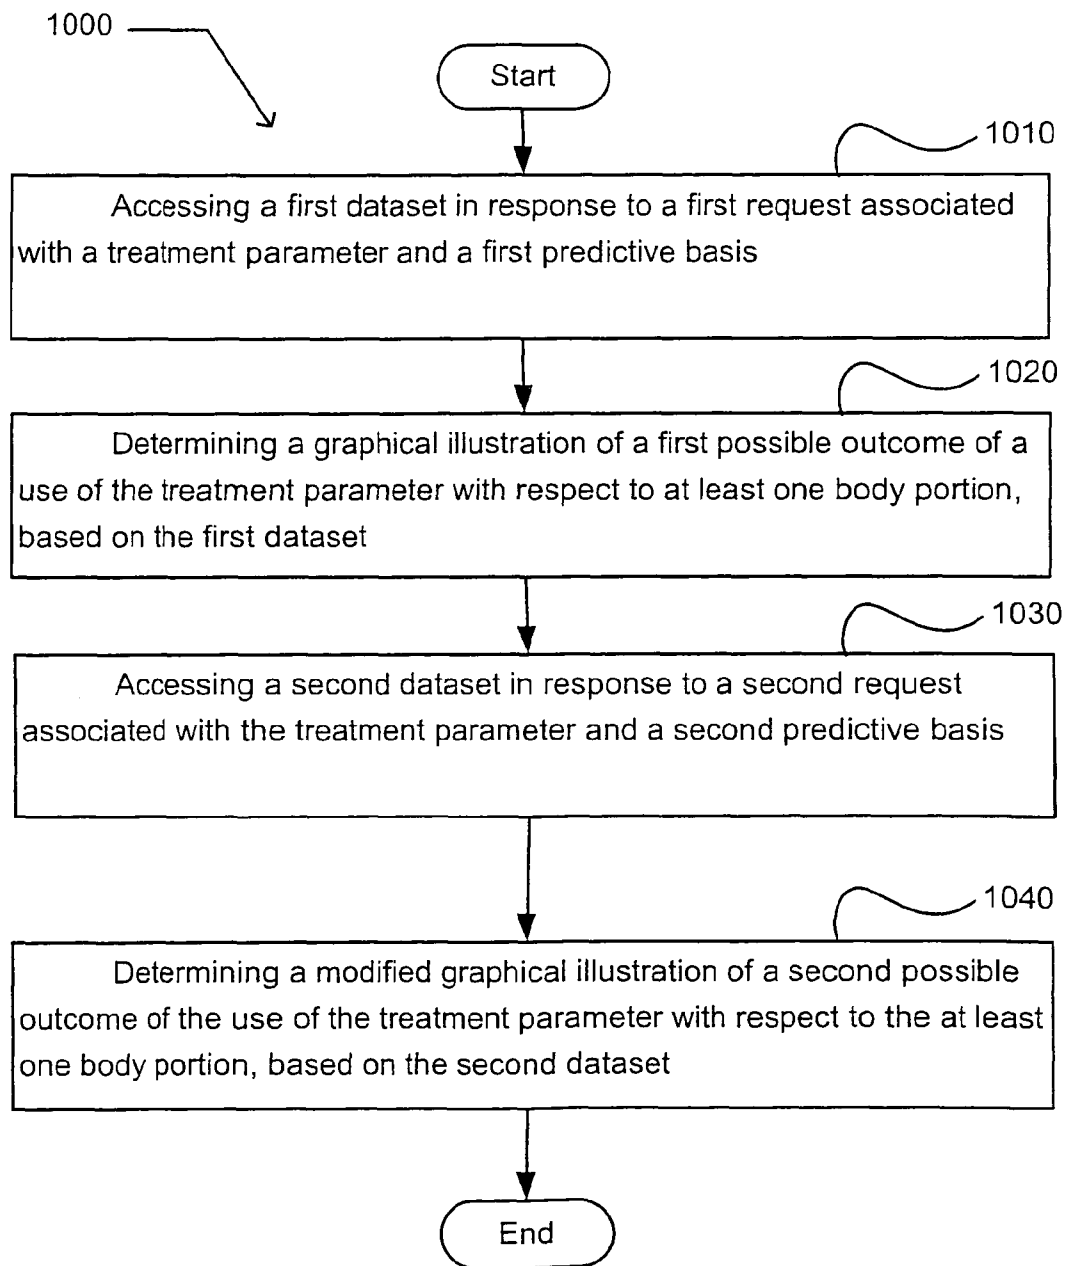 1000
Start
1010
Accessing a first dataset in response to a first request associated
with a treatment parameter and a first predictive basis
1020
Determining a graphical illustration of a first possible outcome of a
use of the treatment parameter with respect to at least one body portion,
based on the first dataset
1030
Accessing a second dataset in response to a second request
associated with the treatment parameter and a second predictive basis
1040
Determining a modified graphical illustration of a second possible
outcome of the use of the treatment parameter with respect to the at least
one body portion, based on the second dataset
End